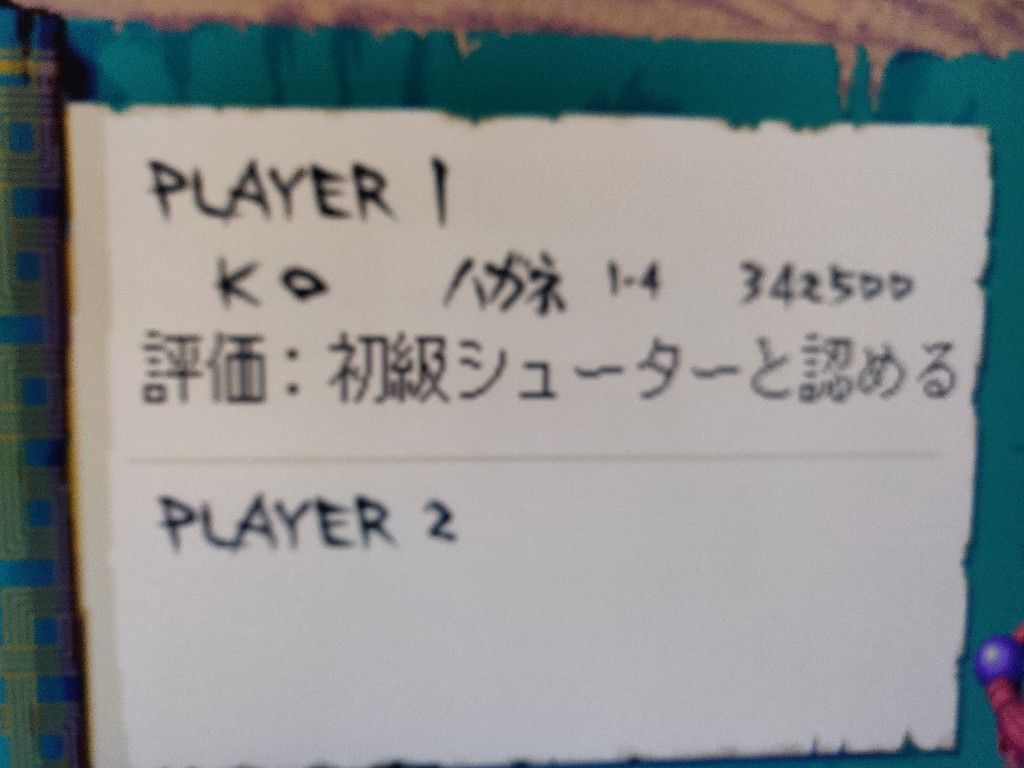 PLAYER 1
KO ハガネ 1-4 342500
評価：初級シューターと認める
PLAYER 2